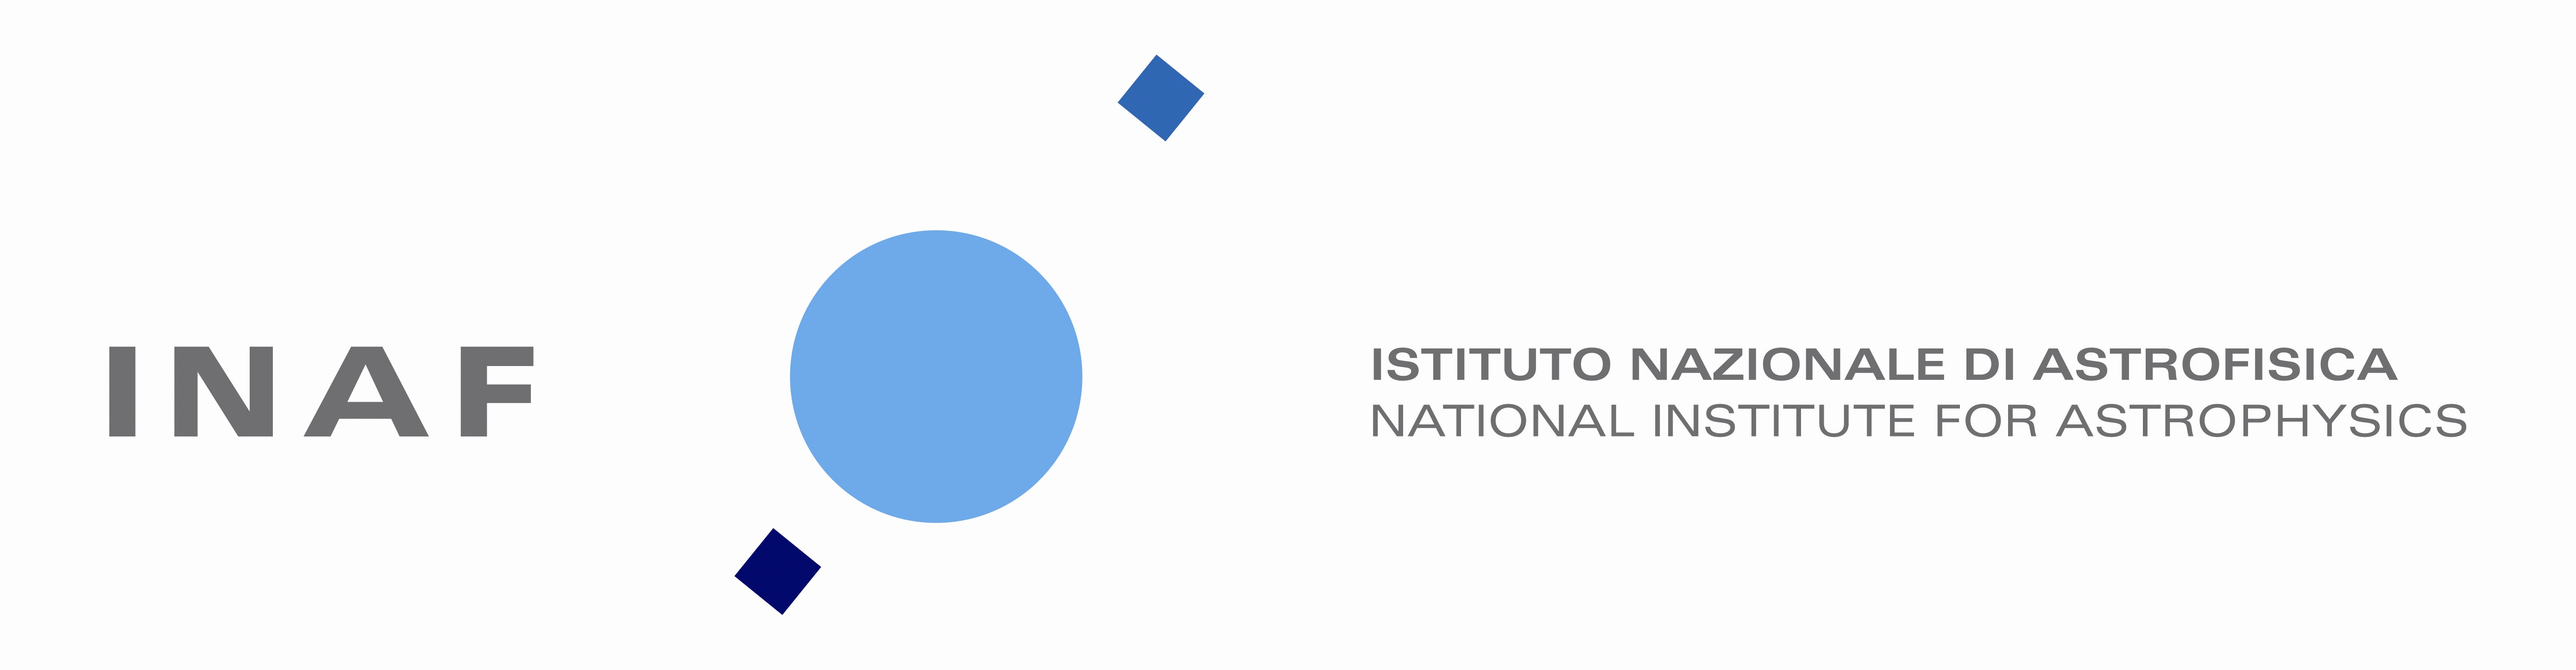 INAF
ISTITUTO NAZIONALE DI ASTROFISICA
NATIONAL INSTITUTE FOR ASTROPHYSICS